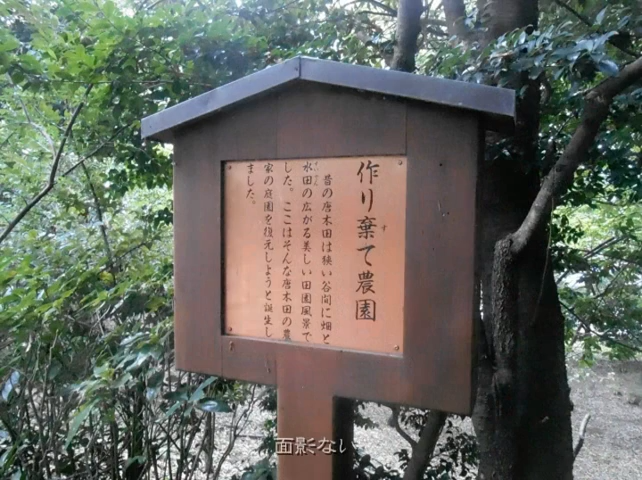 作り棄て農園
昔の唐木田は狭い谷間に畑と
水田の広がる美しい田園風景で
した。ここはそんな唐木田の農
家の庭園を復元しようと誕生し
ました。
面影ない